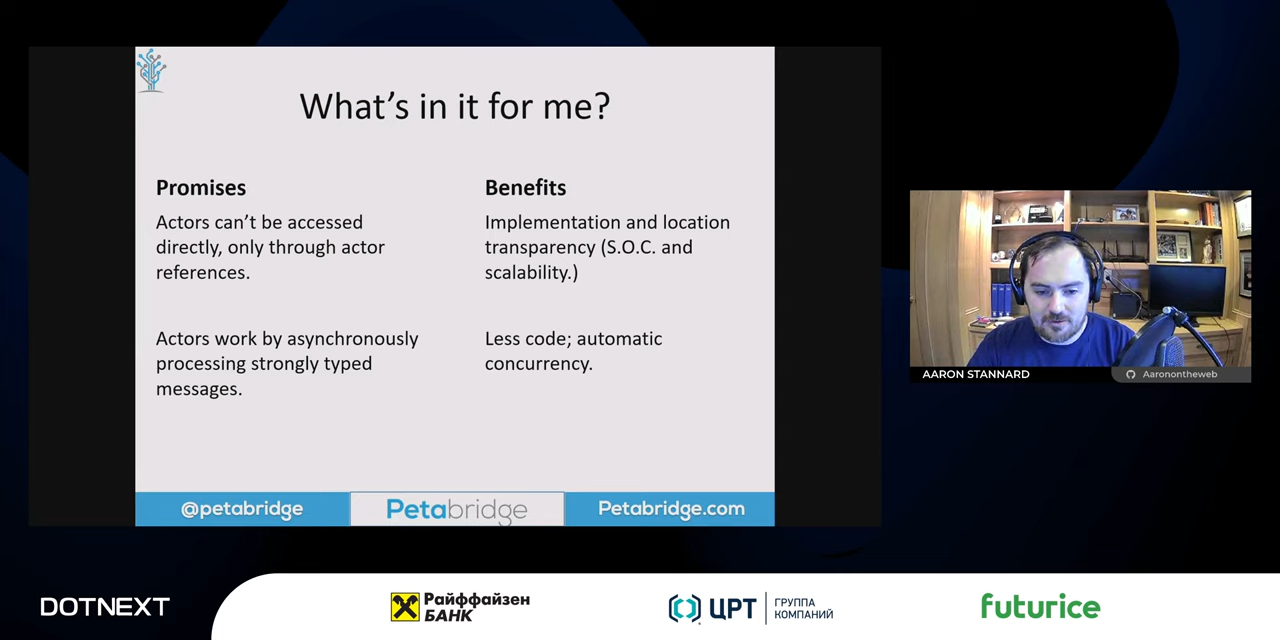 What's in it for me?
Promises
Actors can't be accessed
directly, only through actor
references.
Actors work by asynchronously
processing strongly typed
messages.
Benefits
Implementation and location
transparency (S.O.C. and
scalability.)
Less code; automatic
concurrency.
@petabridge
Petabridge
Petabridge.com
AARON STANNARD
Aaronontheweb
DOTNEXT
Райффайзен
БАНК
ЦРТ
ГРУППА
КОМПАНИЙ
futurice